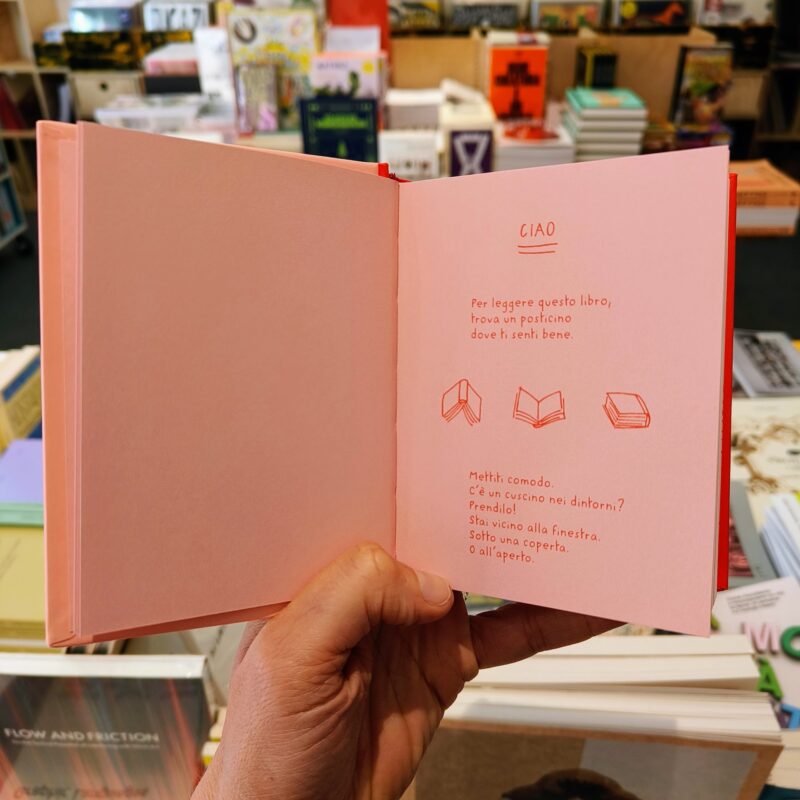 CIAO
Per leggere questo libro,
trova un posticino
dove ti senti bene.
Mettiti comodo.
C'è un cuscino nei dintorni?
Prendilo!
Stai vicino alla finestra.
Sotto una coperta.
O all'aperto.
FLOW AND FRICTION